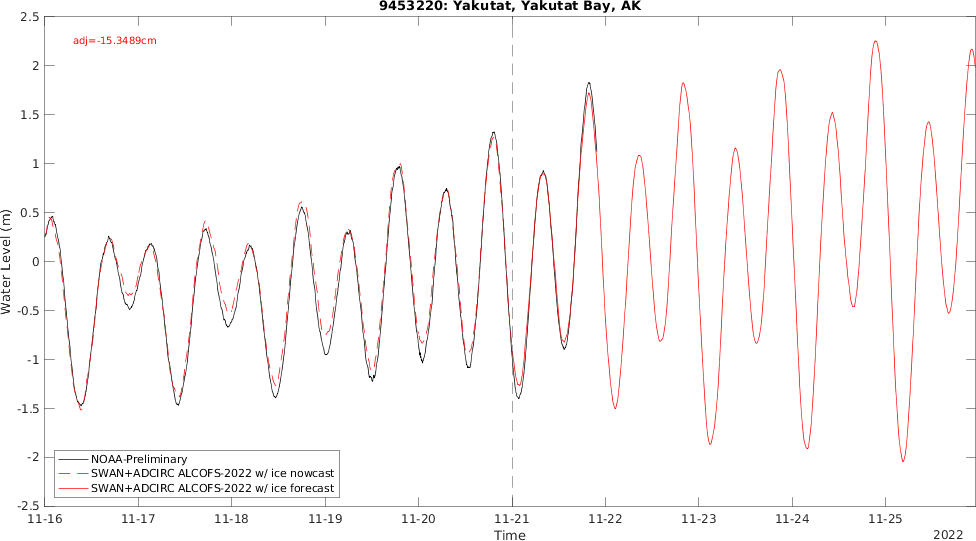 9453220: Yakutat, Yakutat Bay, AK
adj=-15.3489cm
2.5
2
1.5
1
0.5
0
-0.5
-1
-1.5
-2
-2.5
Water Level (m)
NOAA-Preliminary
SWAN+ADCIRC ALCOFS-2022 w/ ice nowcast
SWAN+ADCIRC ALCOFS-2022 w/ ice forecast
11-16 11-17 11-18 11-19 11-20 11-21 11-22 11-23 11-24 11-25
Time
2022